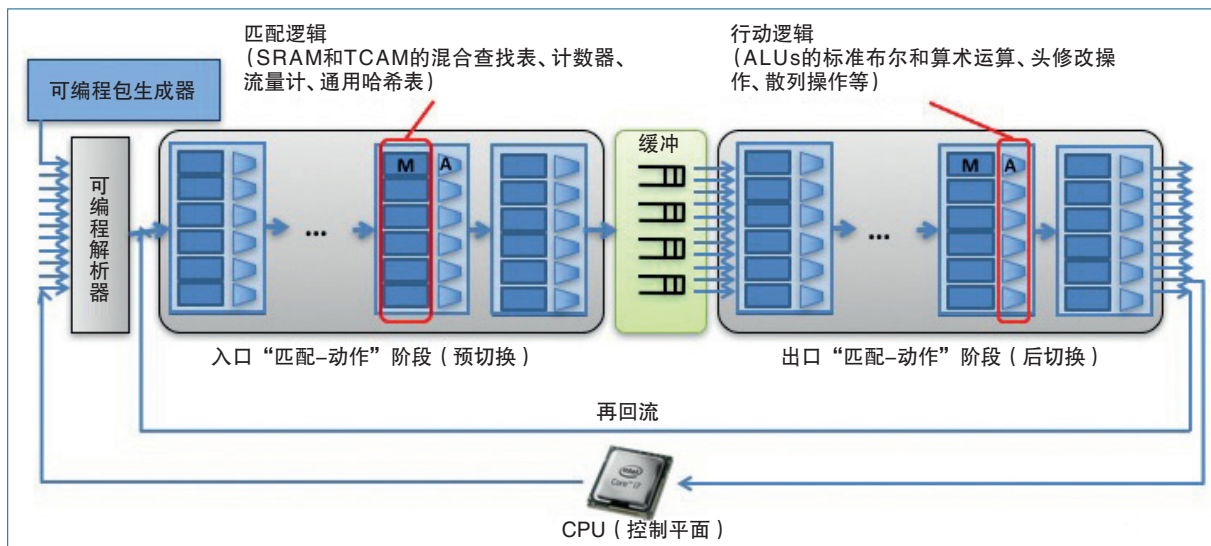 匹配逻辑
(SRAM和TCAM的混合查找表、计数器、
流量计、通用哈希表)
行动逻辑
(ALUs的标准布尔和算术运算、头修改操
作、散列操作等)
可编程包生成器
可编程解析器
M
A
...
缓冲
...
M
A
入口“匹配–动作”阶段(预切换)
出口“匹配–动作”阶段(后切换)
再回流
intel
Core i7
CPU(控制平面)